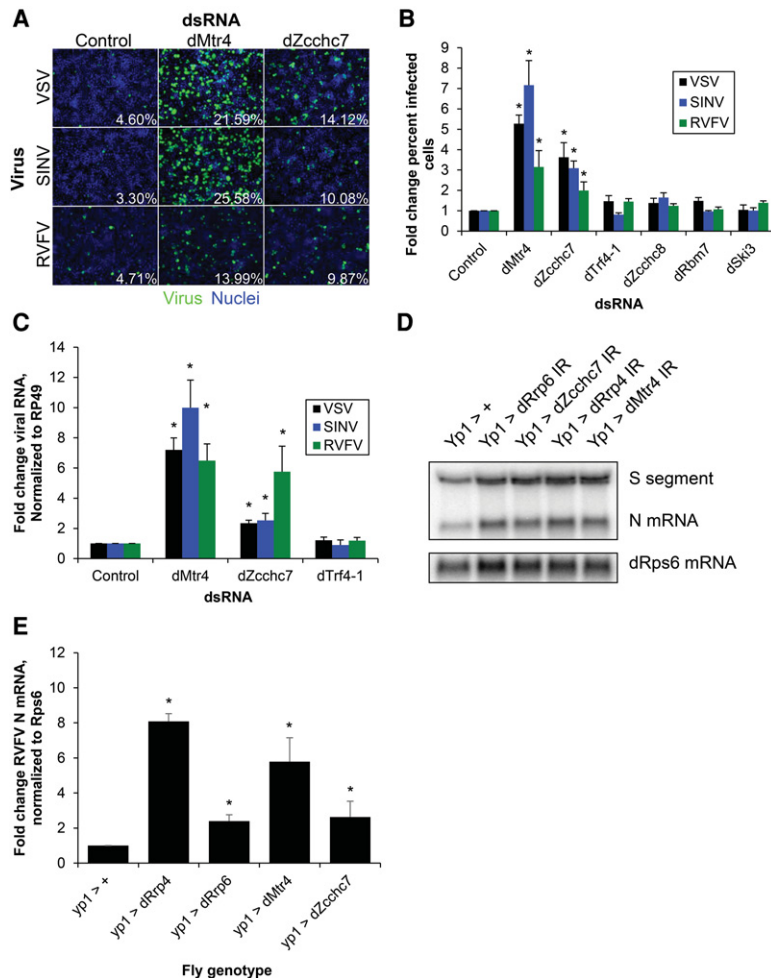 A
dsRNA
Control dMtr4 dZcchc7
Virus
VSV
4.60% 21.59% 14.12%
SINV
3.30% 25.58% 10.08%
RVFV
4.71% 13.99% 9.87%
Virus Nuclei
B
Fold change percent infected
cells
9
8
7
6
5
4
3
2
1
0
* * *
* * *
VSV
SINV
RVFV
Control dMtr4 dZcchc7 dTrf4-1 dZcchc8 dRbm7 dSki3
dsRNA
C
Fold change viral RNA,
Normalized to RP49
14
12
10
8
6
4
2
0
* * *
* * *
VSV
SINV
RVFV
Control dMtr4 dZcchc7 dTrf4-1
dsRNA
D
Yp1 > +
Yp1 > dRrp6 IR
Yp1 > dZcchc7 IR
Yp1 > dRrp4 IR
Yp1 > dMtr4 IR
S segment
N mRNA
dRps6 mRNA
E
Fold change RVFV N mRNA,
normalized to Rps6
12
10
8
6
4
2
0
* * * *
yp1 > +
yp1 > dRrp4
yp1 > dRrp6
yp1 > dMtr4
yp1 > dZcchc7
Fly genotype